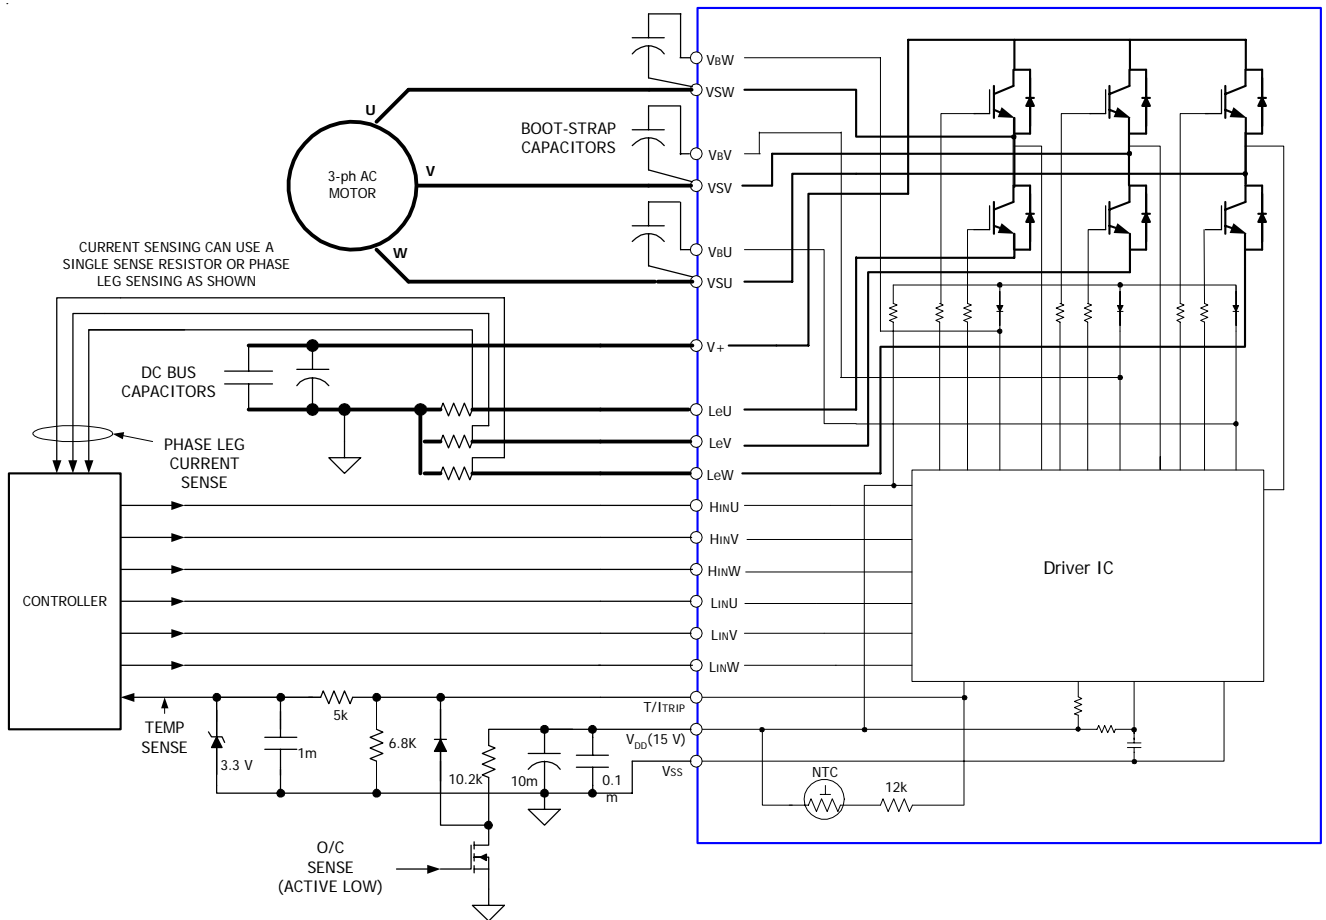 VBW
U
VSW
BOOT-STRAP
CAPACITORS
VBV
3-ph AC
MOTOR
V
VSV
CURRENT SENSING CAN USE A
SINGLE SENSE RESISTOR OR PHASE
LEG SENSING AS SHOWN
W
VBU
VSU
V+
DC BUS
CAPACITORS
LeU
LeV
PHASE LEG
CURRENT
SENSE
LeW
HINU
HINV
HINW
Driver IC
CONTROLLER
LINU
LINV
LINW
T/ITRIP
5k
TEMP
SENSE
6.8K
VDD(15 V)
1m
3.3 V
10.2k
10m
0.1
m
VSS
NTC
12k
O/C
SENSE
(ACTIVE LOW)